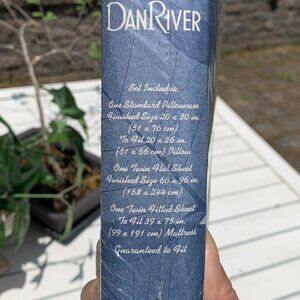 DAN RIVER
Set Includes:
One Standard Pillowcase
Finished Size 20 x 30 in.
(51 x 76 cm)
To Fit 20 x 26 in.
(51 x 66 cm) Pillow
One Twin Flat Sheet
Finished Size 66 x 96 in.
(168 x 244 cm)
One Twin Fitted Sheet
To Fit 39 x 75 in.
(99 x 191 cm) Mattress
Guaranteed to Fit